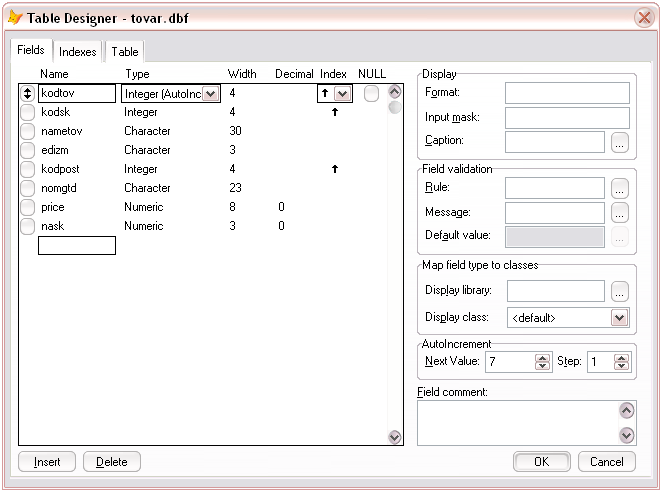 Table Designer - tovar.dbf
Fields Indexes Table
Name Type Width Decimal Index NULL
kodtov Integer (AutoInc 4
kodsk Integer 4
nametov Character 30
edizm Character 3
kodpost Integer 4
nomgtd Character 23
price Numeric 8 0
nask Numeric 3 0
Display
Format:
Input mask:
Caption: ...
Field validation
Rule: ...
Message: ...
Default value: ...
Map field type to classes
Display library: ...
Display class: <default>
AutoIncrement
Next Value: 7 Step: 1
Field comment:
Insert Delete OK Cancel